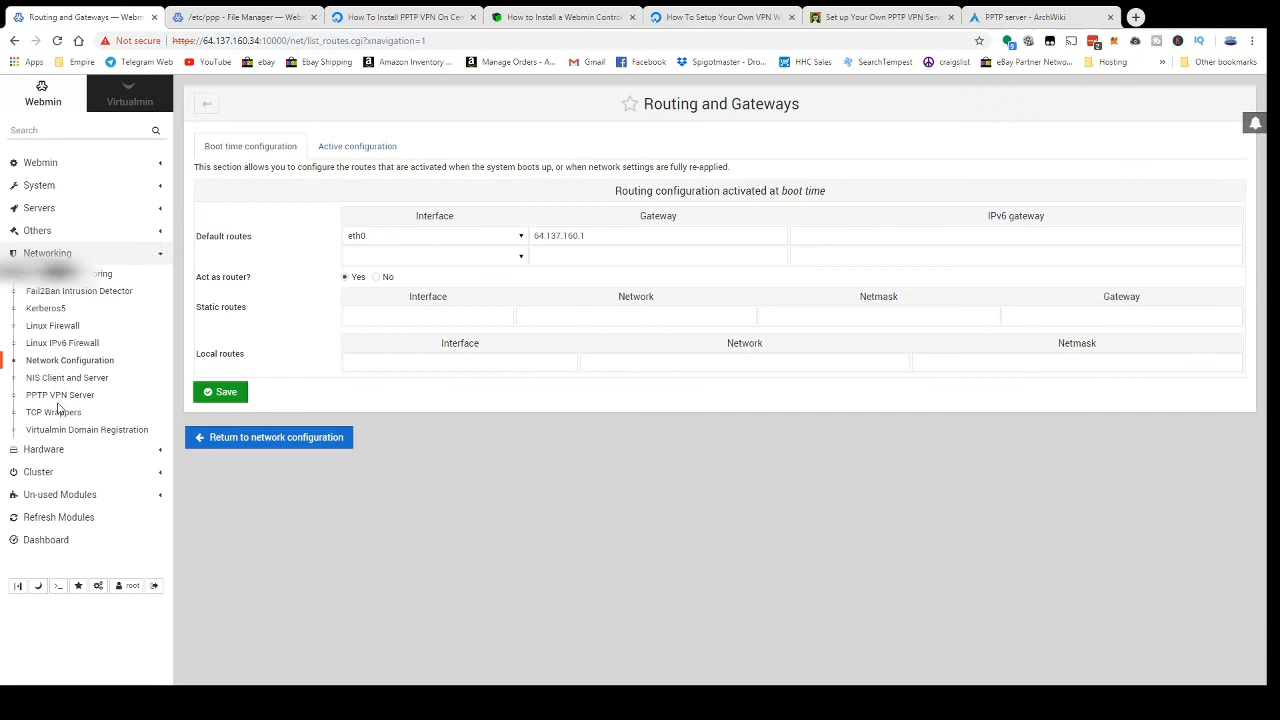 Routing and Gateways — Webm
/etc/ppp - File Manager — Web
How To Install PPTP VPN On Cen
How to Install a Webmin Control
How To Setup Your Own VPN W
Set up Your Own PPTP VPN Serv
PPTP server - ArchWiki
Not secure | https://64.137.160.34:10000/net/list_routes.cgi?xnavigation=1
Apps Empire Telegram Web YouTube ebay Ebay Shipping Amazon Inventory ... Manage Orders - Am... Gmail Facebook Spigotmaster - Dro... HHC Sales SearchTempest craigslist eBay Partner Netwo... Hosting » Other bookmarks
Webmin
Virtualmin
Search
Webmin
System
Servers
Others
Networking
oring
Fail2Ban Intrusion Detector
Kerberos5
Linux Firewall
Linux IPv6 Firewall
Network Configuration
NIS Client and Server
PPTP VPN Server
TCP Wrappers
Virtualmin Domain Registration
Hardware
Cluster
Un-used Modules
Refresh Modules
Dashboard
root
Routing and Gateways
Boot time configuration Active configuration
This section allows you to configure the routes that are activated when the system boots up, or when network settings are fully re-applied.
Routing configuration activated at boot time
Interface Gateway IPv6 gateway
Default routes eth0 64.137.160.1
Act as router? Yes No
Interface Network Netmask Gateway
Static routes
Interface Network Netmask
Local routes
Save
Return to network configuration